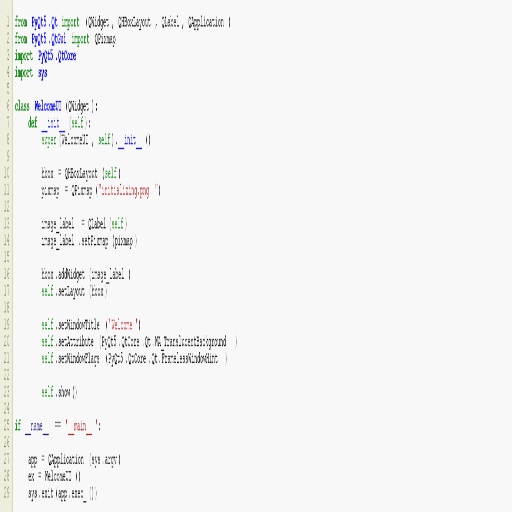 1 from PyQt5.Qt import (QWidget, QHBoxLayout, QLabel, QApplication)
2 from PyQt5.QtGui import QPixmap
3 import PyQt5.QtCore
4 import sys
5
6 class WelcomeUI(QWidget):
7 def __init__(self):
8 super(WelcomeUI, self).__init__()
9
10 hbox = QHBoxLayout(self)
11 pixmap = QPixmap("initializing.png")
12
13 image_label = QLabel(self)
14 image_label.setPixmap(pixmap)
15
16 hbox.addWidget(image_label)
17 self.setLayout(hbox)
18
19 self.setWindowTitle('Welcome')
20 self.setAttribute(PyQt5.QtCore.Qt.WA_TranslucentBackground)
21 self.setWindowFlags(PyQt5.QtCore.Qt.FramelessWindowHint)
22
23 self.show()
24
25 if __name__ == '__main__':
26
27 app = QApplication(sys.argv)
28 ex = WelcomeUI()
29 sys.exit(app.exec_())